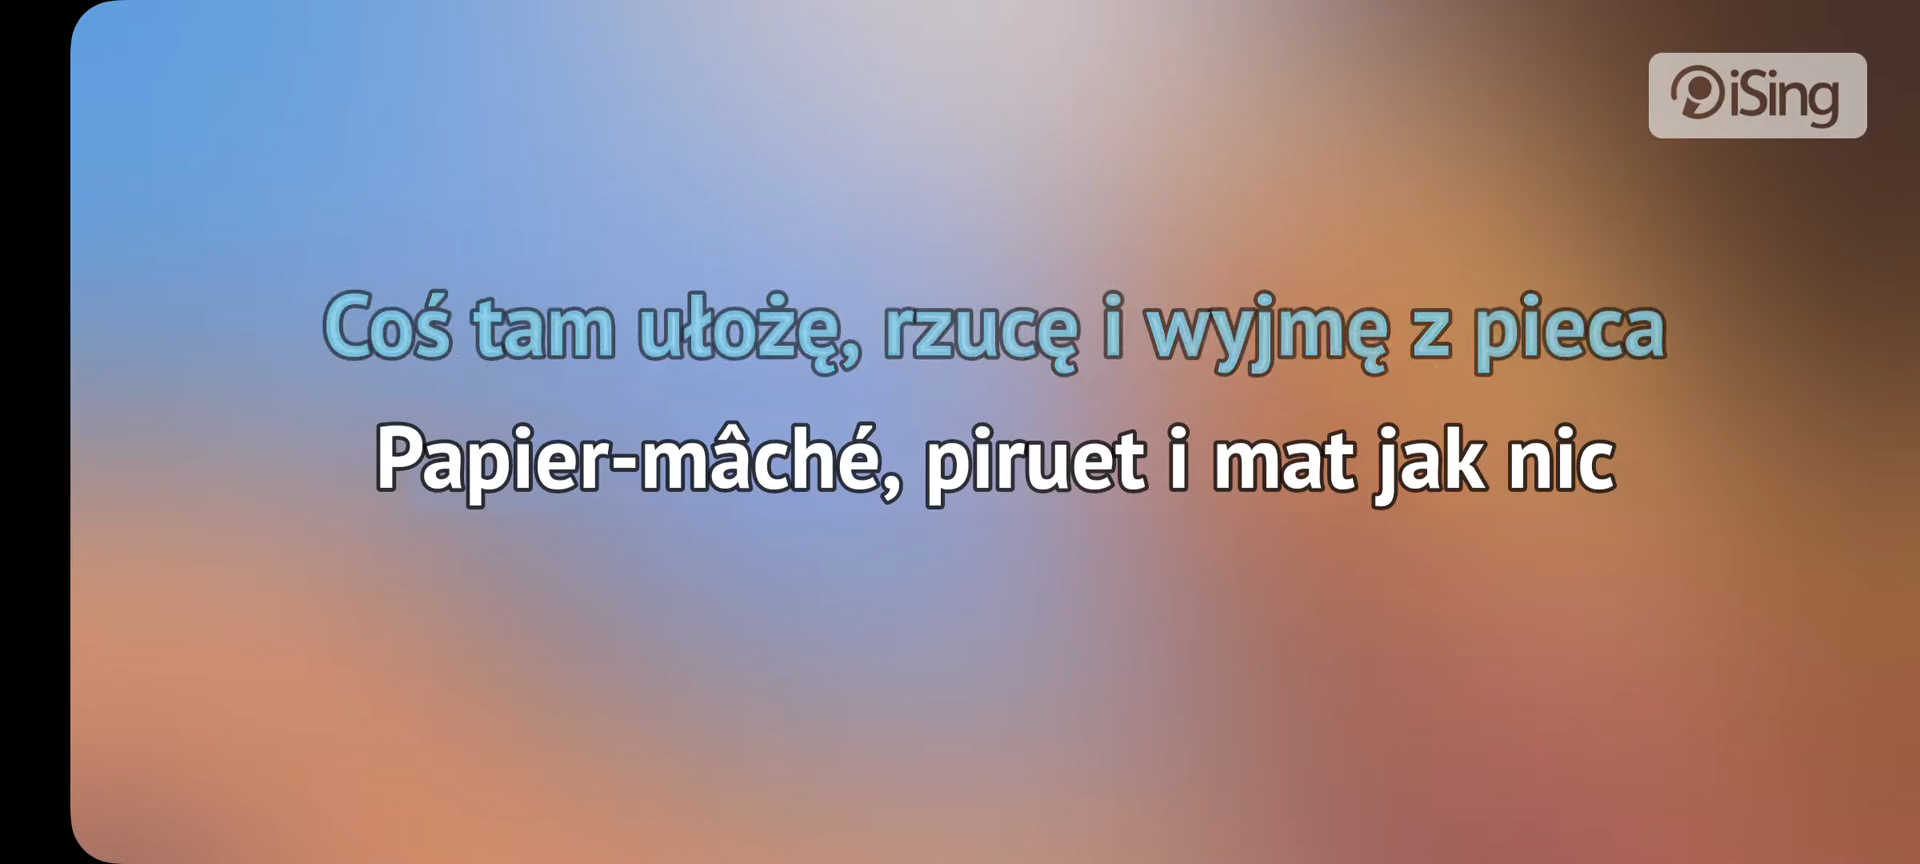 iSing
Coś tam ułożę, rzucę i wyjmę z pieca
Papier-mâché, piruet i mat jak nic